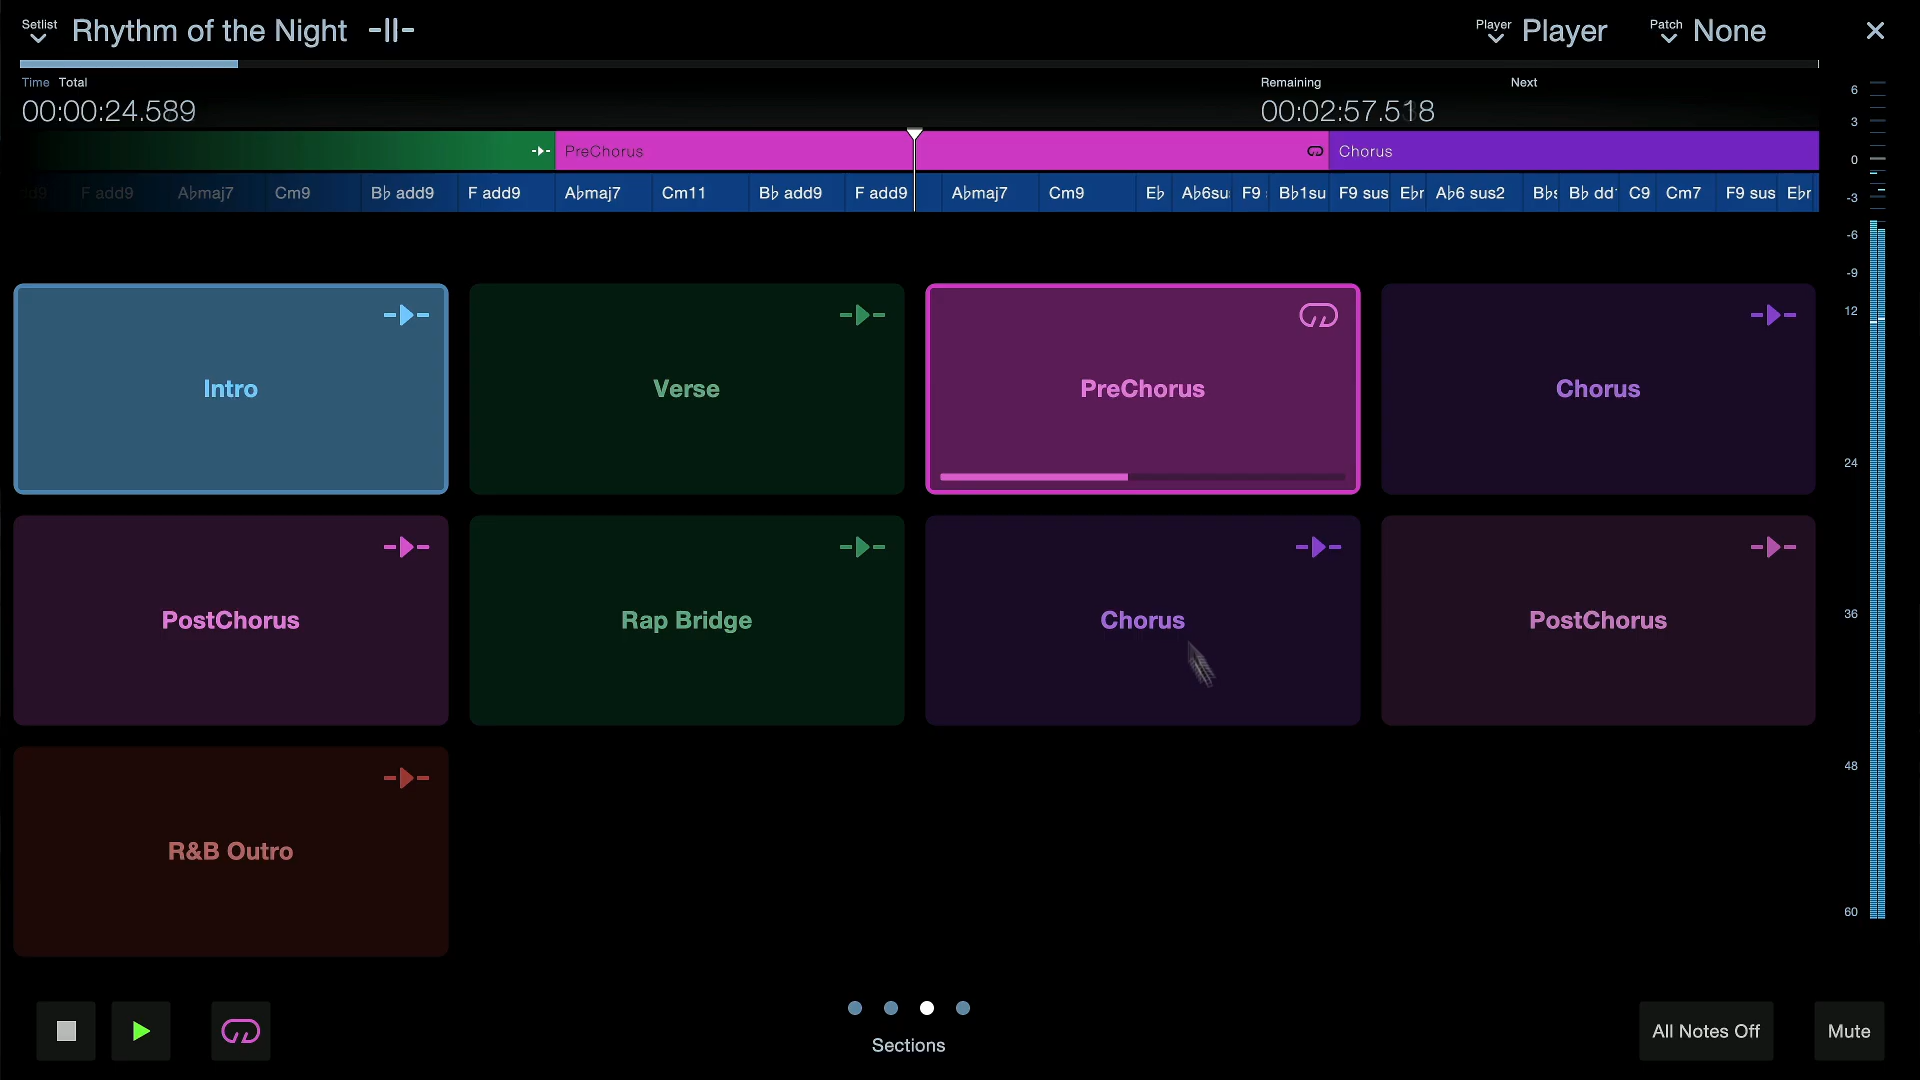 Setlist Rhythm of the Night Player Player Patch None
Time Total Remaining Next
00:00:24.589 00:02:57.518
PreChorus Chorus
F add9 A♭maj7 Cm9 B♭ add9 F add9 A♭maj7 Cm11 B♭ add9 F add9 A♭maj7 Cm9 E♭ A♭6su F9 B♭1su F9 sus E♭ A♭6 sus2 B♭s B♭ dd C9 Cm7 F9 sus E♭
Intro Verse PreChorus Chorus
PostChorus Rap Bridge Chorus PostChorus
R&B Outro
Sections
All Notes Off Mute
6
3
0
-3
-6
-9
12
24
36
48
60